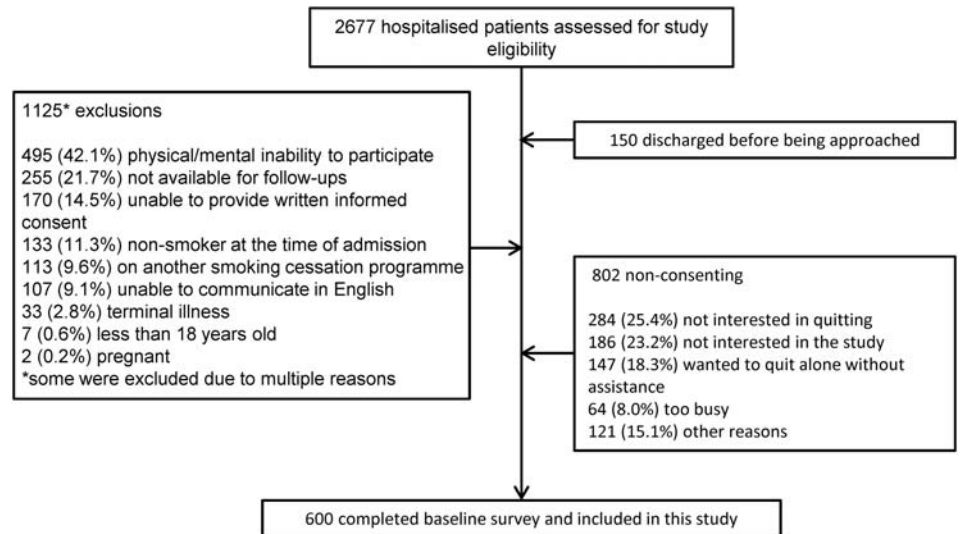 2677 hospitalised patients assessed for study
eligibility
1125* exclusions
495 (42.1%) physical/mental inability to participate
255 (21.7%) not available for follow-ups
170 (14.5%) unable to provide written informed
consent
133 (11.3%) non-smoker at the time of admission
113 (9.6%) on another smoking cessation programme
107 (9.1%) unable to communicate in English
33 (2.8%) terminal illness
7 (0.6%) less than 18 years old
2 (0.2%) pregnant
*some were excluded due to multiple reasons
150 discharged before being approached
802 non-consenting
284 (25.4%) not interested in quitting
186 (23.2%) not interested in the study
147 (18.3%) wanted to quit alone without
assistance
64 (8.0%) too busy
121 (15.1%) other reasons
600 completed baseline survey and included in this study